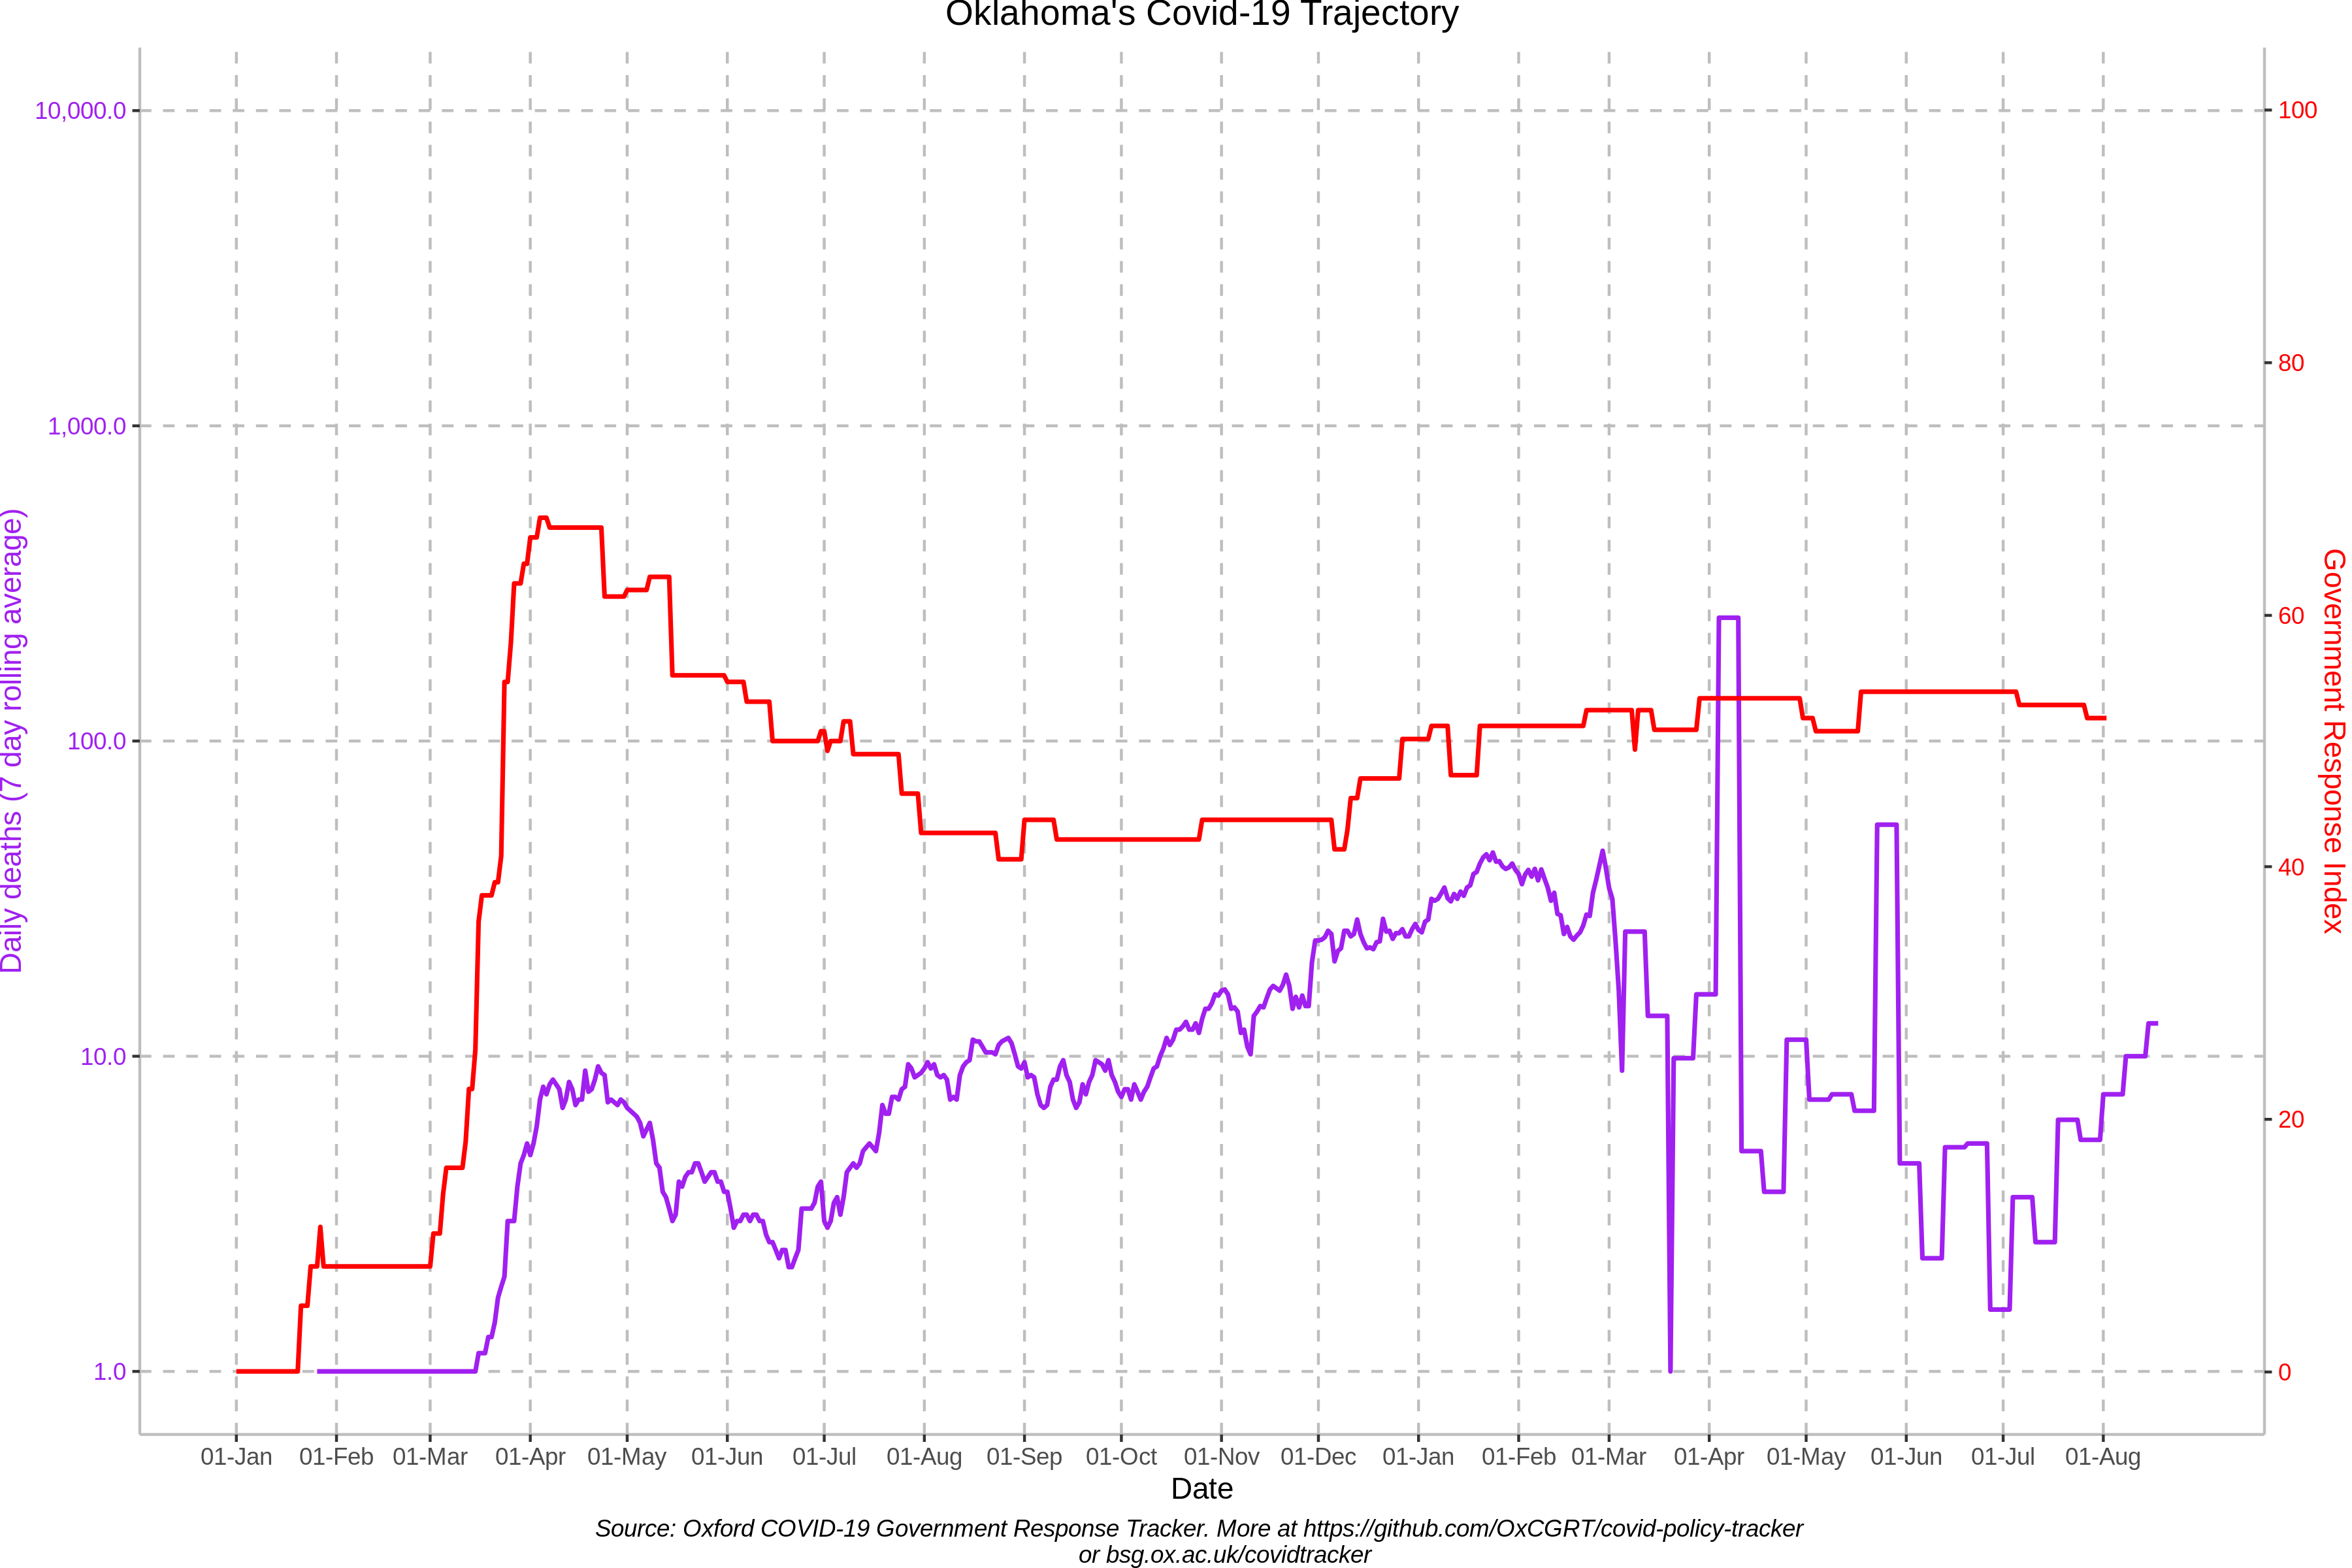 Oklahoma's Covid-19 Trajectory
10,000.0
1,000.0
100.0
10.0
1.0
Daily deaths (7 day rolling average)
100
80
60
40
20
0
Government Response Index
01-Jan 01-Feb 01-Mar 01-Apr 01-May 01-Jun 01-Jul 01-Aug 01-Sep 01-Oct 01-Nov 01-Dec 01-Jan 01-Feb 01-Mar 01-Apr 01-May 01-Jun 01-Jul 01-Aug
Date
Source: Oxford COVID-19 Government Response Tracker. More at https://github.com/OxCGRT/covid-policy-tracker
or bsg.ox.ac.uk/covidtracker